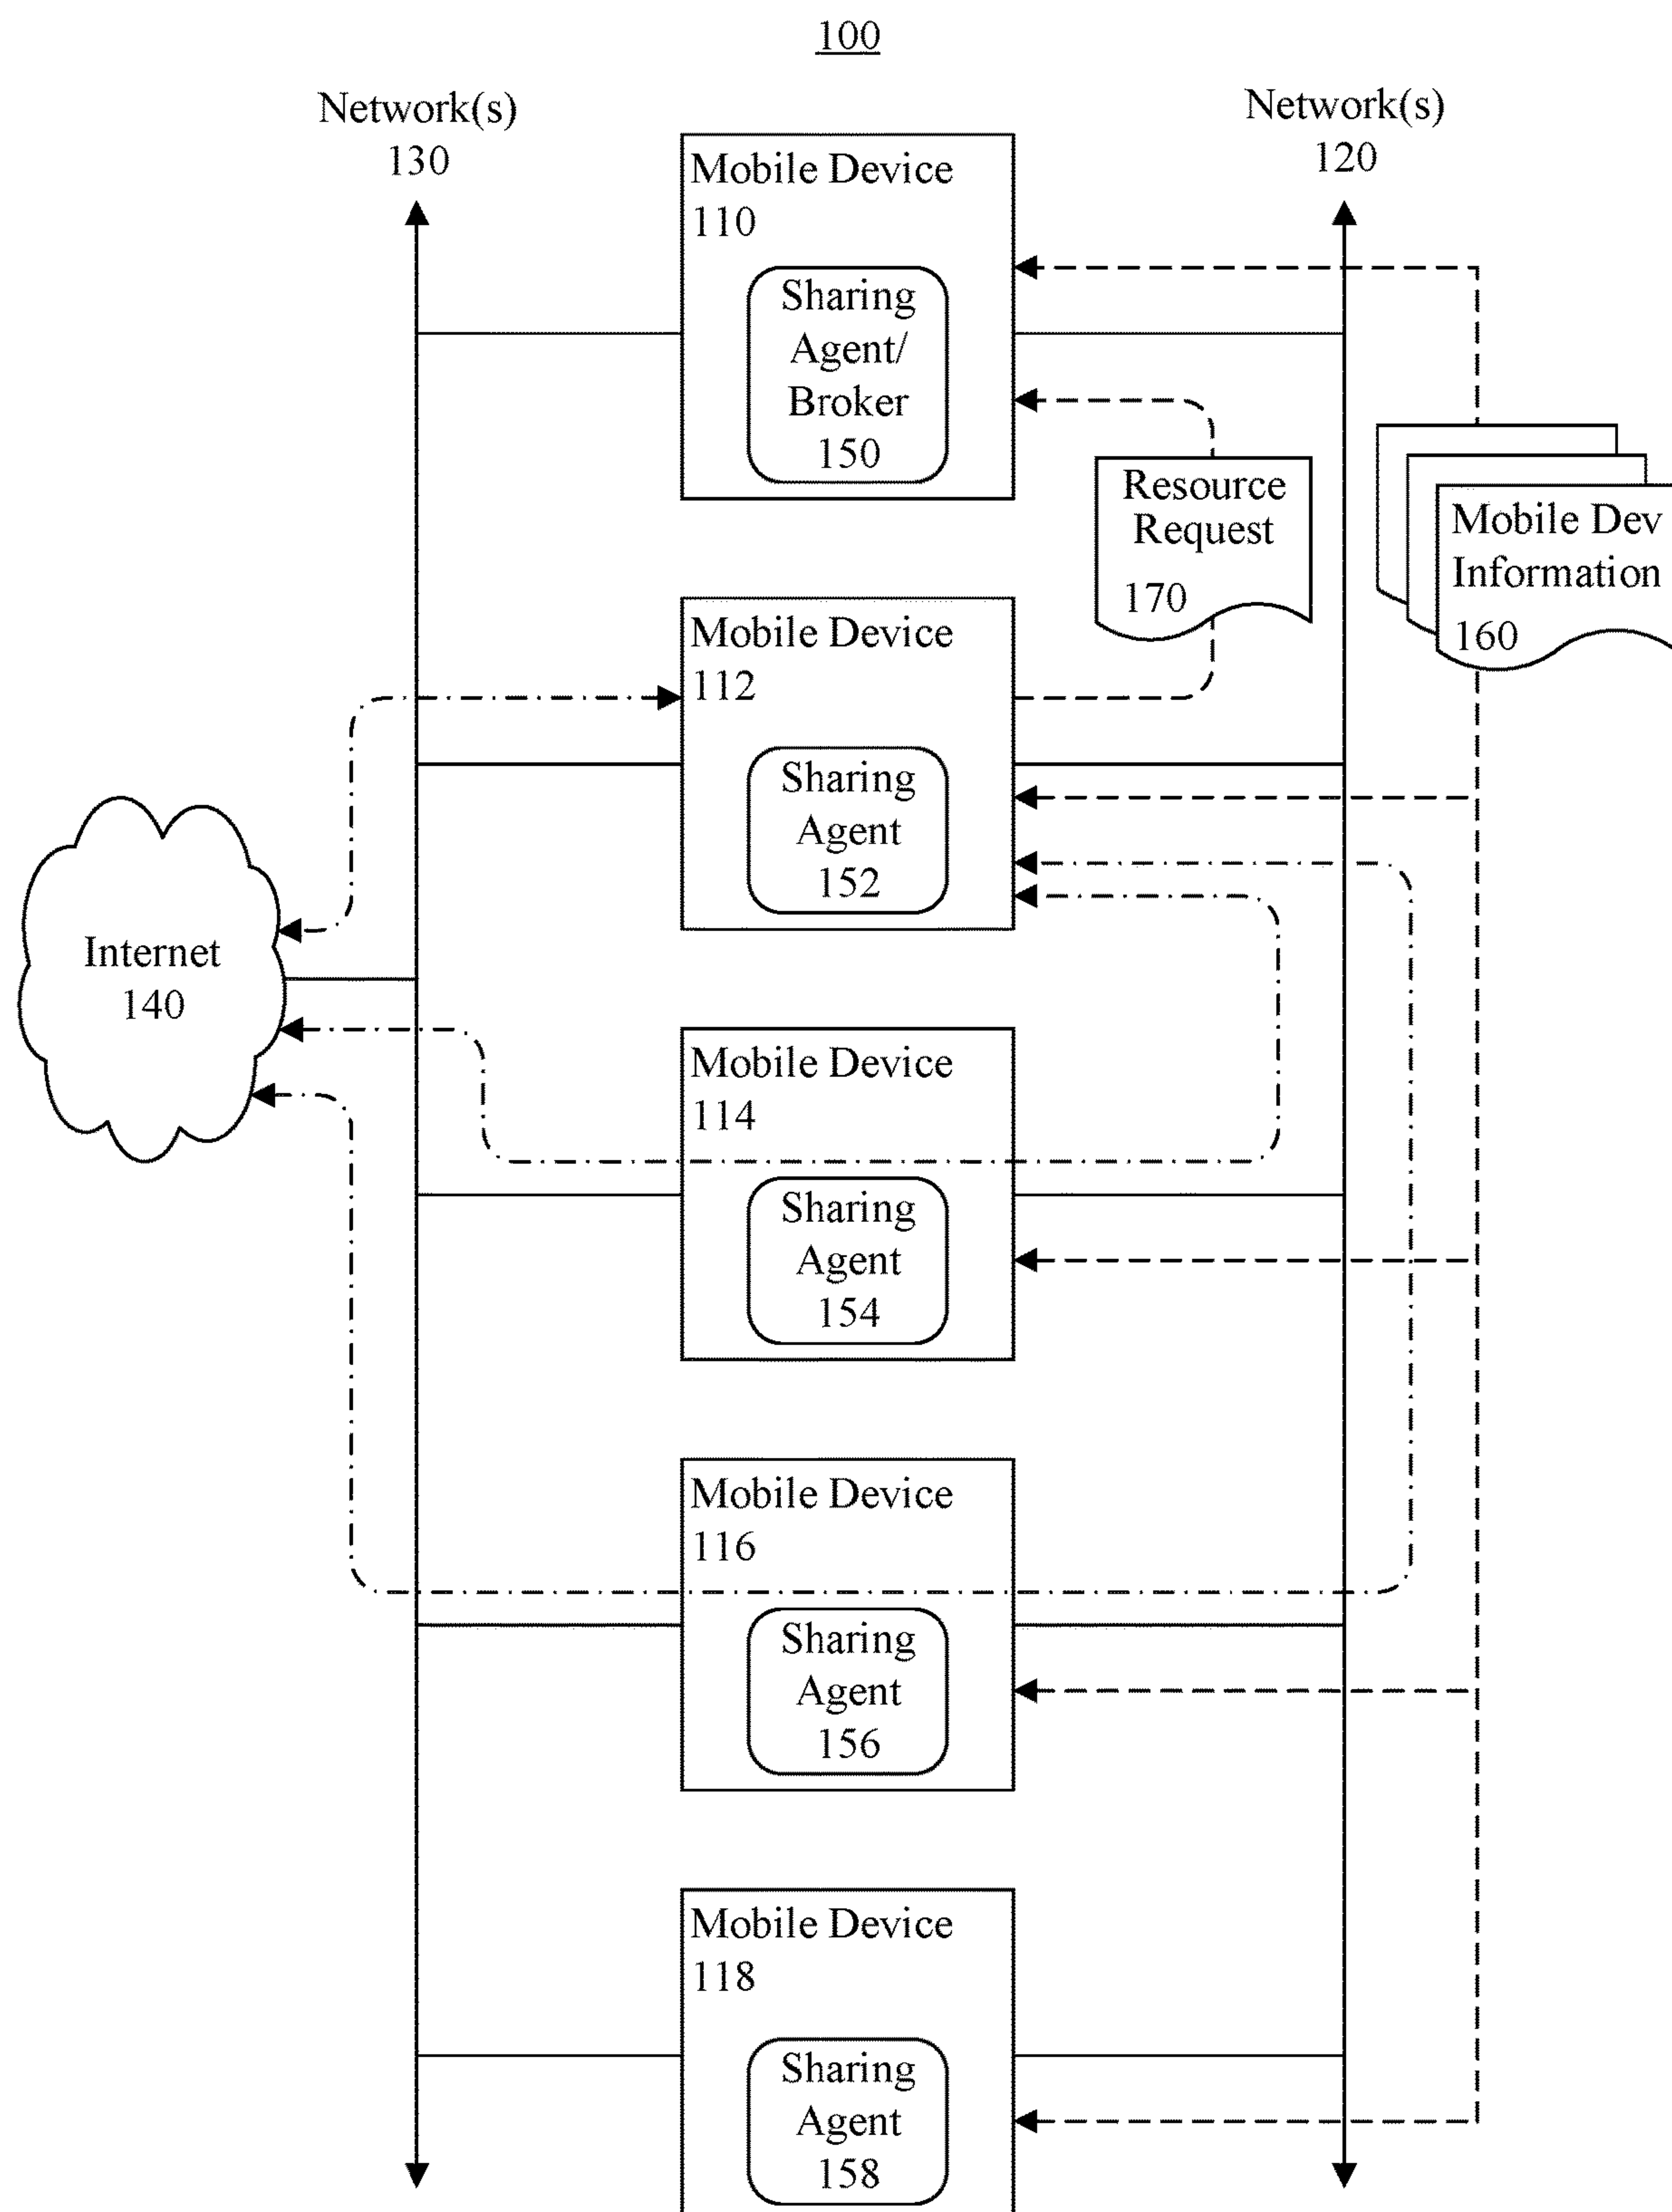 100
Network(s)
130
Network(s)
120
Mobile Device
110
Sharing
Agent/
Broker
150
Resource
Request
170
Mobile Dev
Information
160
Mobile Device
112
Sharing
Agent
152
Internet
140
Mobile Device
114
Sharing
Agent
154
Mobile Device
116
Sharing
Agent
156
Mobile Device
118
Sharing
Agent
158